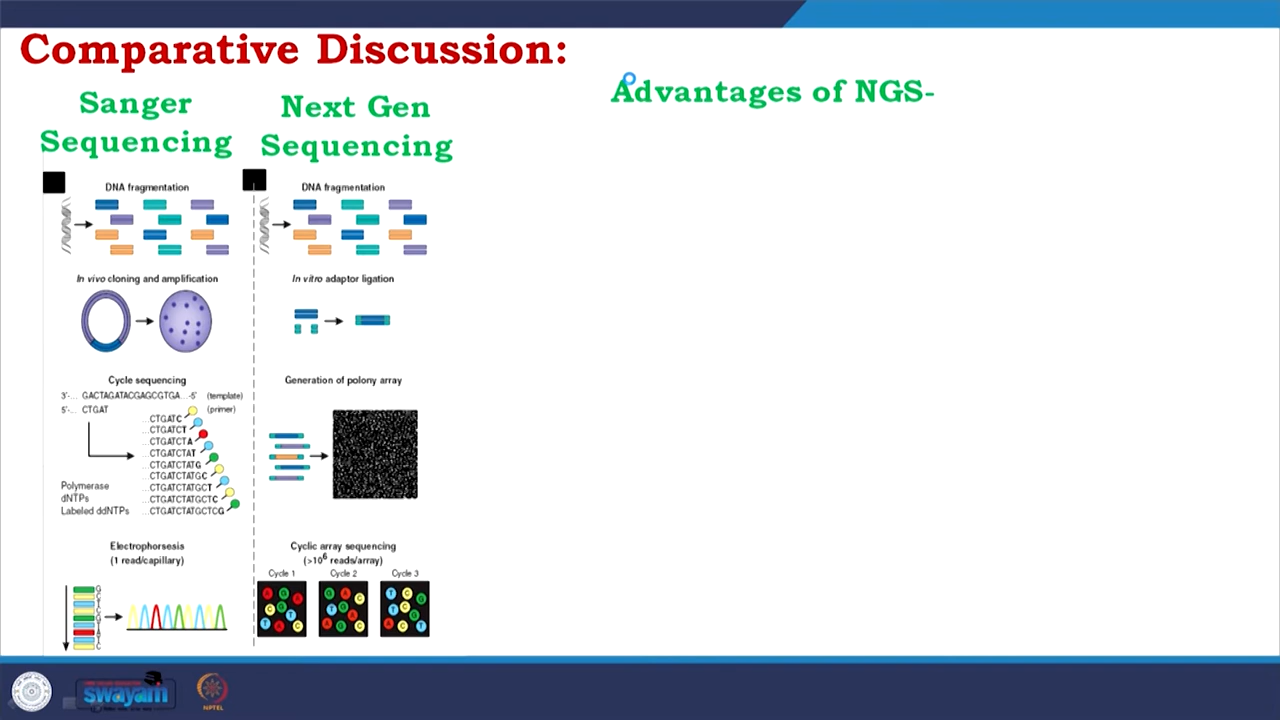 Comparative Discussion:
Sanger
Sequencing
Next Gen
Sequencing
Advantages of NGS-
DNA fragmentation
In vivo cloning and amplification
Cycle sequencing
3'-... GACTAGATACGAGCGTGA...-5' (template)
5'-... CTGAT (primer)
...CTGATC
...CTGATCT
...CTGATCTA
...CTGATCTAT
...CTGATCTATG
...CTGATCTATGC
...CTGATCTATGCT
...CTGATCTATGCTC
...CTGATCTATGCTCG
Polymerase
dNTPs
Labeled ddNTPs
Electrophorsesis
(1 read/capillary)
DNA fragmentation
In vitro adaptor ligation
Generation of polony array
Cyclic array sequencing
(>10⁶ reads/array)
Cycle 1 Cycle 2 Cycle 3
swayam
NPTEL